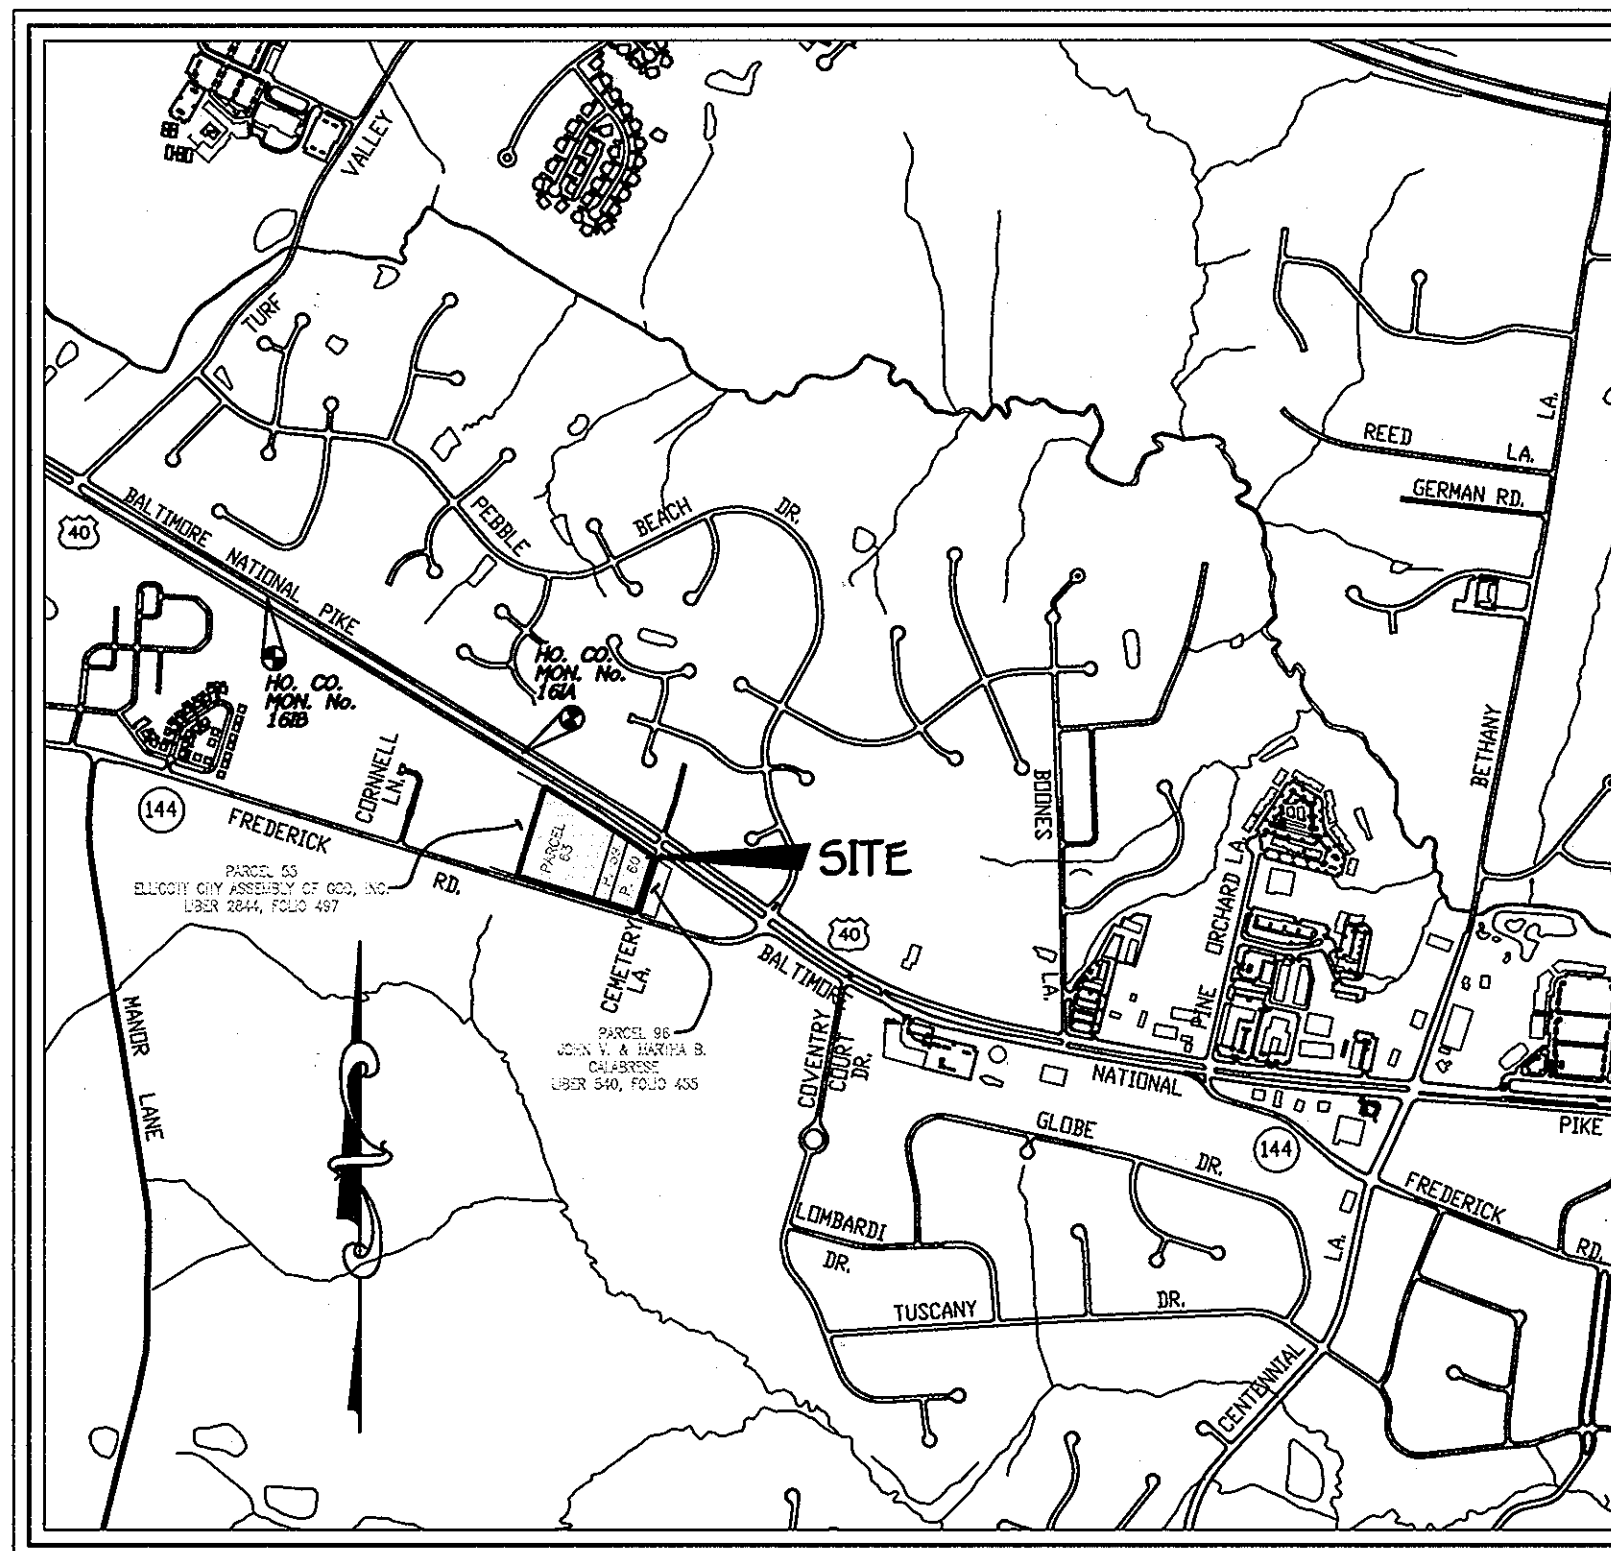 VALLEY
TURF
REED
LA.
LA.
GERMAN RD.
BALTIMORE NATIONAL PIKE
40
PEBBLE BEACH DR.
HO. CO.
MON. No.
161B
HO. CO.
MON. No.
161A
CORNNELL
LN.
144
FREDERICK RD.
PARCEL
63
P. 60
SITE
PARCEL 53
ELLICOTT CITY ASSEMBLY OF GOD, INC.
LIBER 2844, FOLIO 497
CEMETERY
LA.
PARCEL 96
JOHN V. & MARTHA B.
CALABRESE
LIBER 540, FOLIO 455
BOONES
LA.
BETHANY
PINE ORCHARD LA.
40
BALTIMORE
NATIONAL
PIKE
MANOR LANE
COVENTRY
COURT
DR.
GLOBE
DR.
144
FREDERICK
RD.
LOMBARDI
DR.
TUSCANY
DR.
LA.
CENTENNIAL